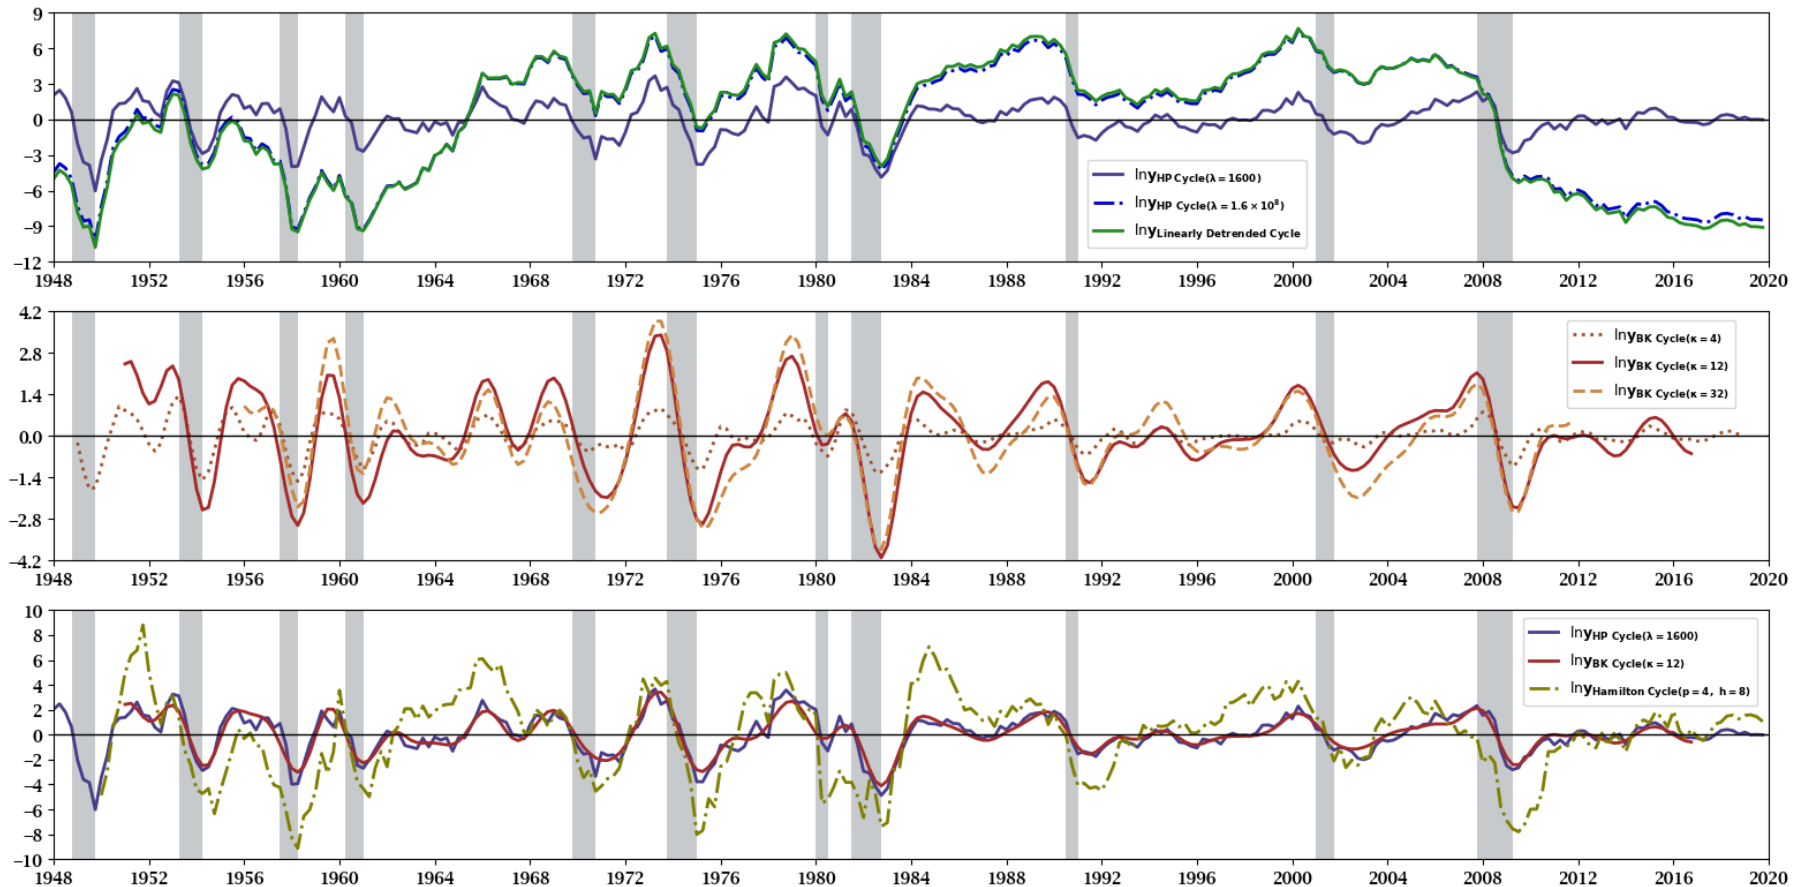 9
6
3
0
−3
−6
−9
−12
lny HP Cycle(λ = 1600)
lny HP Cycle(λ = 1.6 × 10⁸)
lny Linearly Detrended Cycle
1948 1952 1956 1960 1964 1968 1972 1976 1980 1984 1988 1992 1996 2000 2004 2008 2012 2016 2020
4.2
2.8
1.4
0.0
−1.4
−2.8
−4.2
lny BK Cycle(κ = 4)
lny BK Cycle(κ = 12)
lny BK Cycle(κ = 32)
1948 1952 1956 1960 1964 1968 1972 1976 1980 1984 1988 1992 1996 2000 2004 2008 2012 2016 2020
10
8
6
4
2
0
−2
−4
−6
−8
−10
lny HP Cycle(λ = 1600)
lny BK Cycle(κ = 12)
lny Hamilton Cycle(p = 4, h = 8)
1948 1952 1956 1960 1964 1968 1972 1976 1980 1984 1988 1992 1996 2000 2004 2008 2012 2016 2020